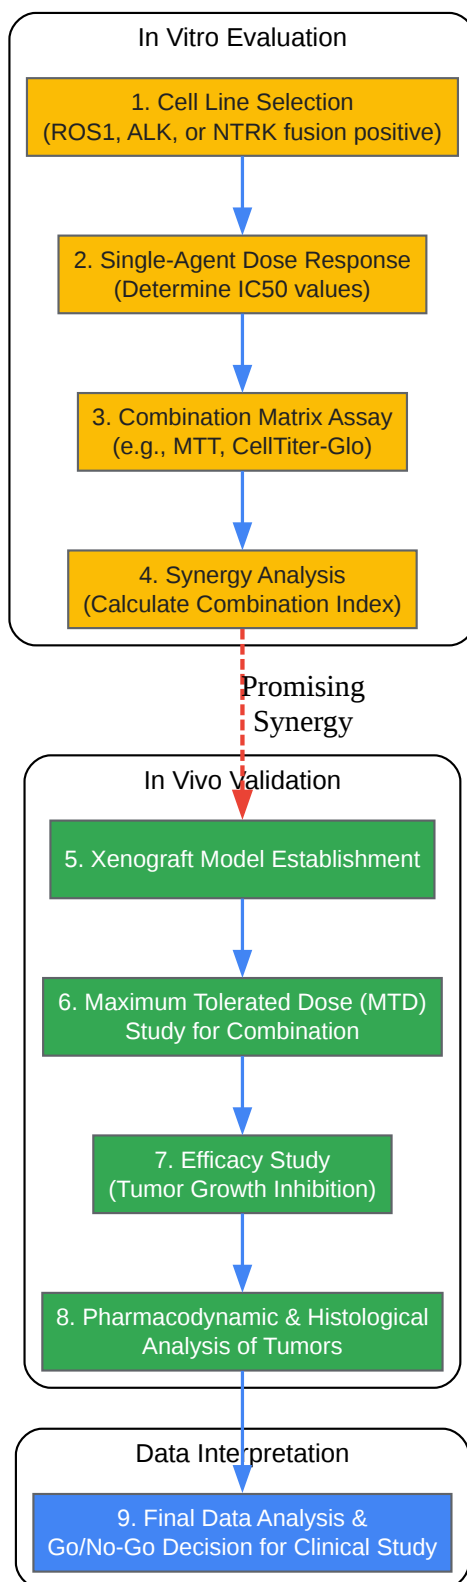 In Vitro Evaluation
1. Cell Line Selection
(ROS1, ALK, or NTRK fusion positive)
2. Single-Agent Dose Response
(Determine IC50 values)
3. Combination Matrix Assay
(e.g., MTT, CellTiter-Glo)
4. Synergy Analysis
(Calculate Combination Index)
Promising
Synergy
In Vivo Validation
5. Xenograft Model Establishment
6. Maximum Tolerated Dose (MTD)
Study for Combination
7. Efficacy Study
(Tumor Growth Inhibition)
8. Pharmacodynamic & Histological
Analysis of Tumors
Data Interpretation
9. Final Data Analysis &
Go/No-Go Decision for Clinical Study